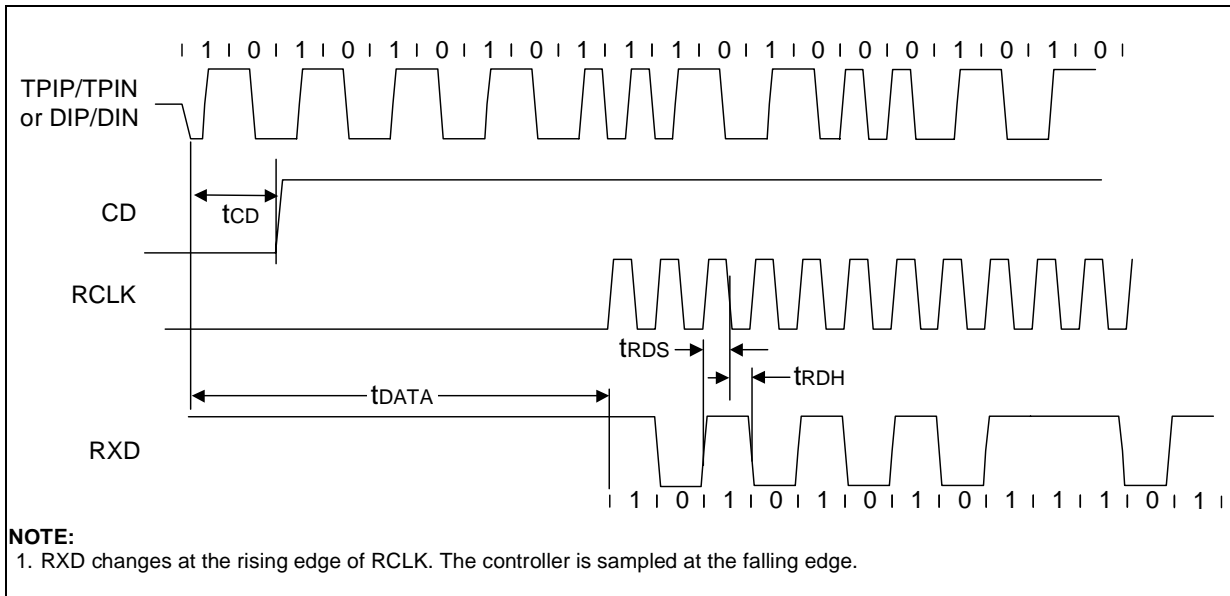 1 0 1 0 1 0 1 0 1 1 1 0 1 0 0 0 1 0 1 0
TPIP/TPIN
or DIP/DIN
CD
tCD
RCLK
tRDS
tRDH
tDATA
RXD
1 0 1 0 1 0 1 0 1 1 1 0 1
NOTE:
1. RXD changes at the rising edge of RCLK. The controller is sampled at the falling edge.